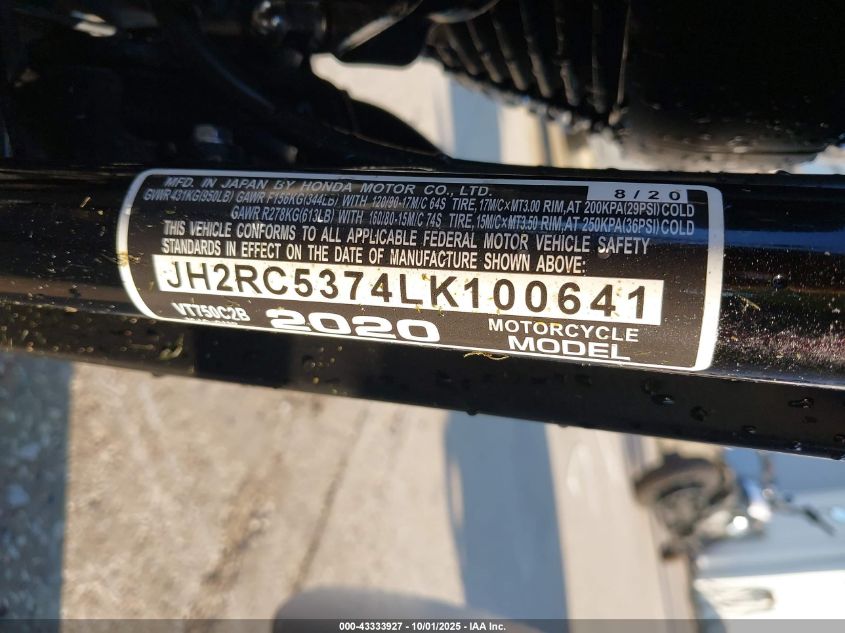 MFD. IN JAPAN BY HONDA MOTOR CO., LTD. 8/20
GVWR 431KG(950LB) GAWR F156KG(344LB) WITH 120/90-17M/C 64S TIRE, 17M/C×MT3.00 RIM, AT 200KPA(29PSI) COLD
GAWR R278KG(613LB) WITH 160/80-15M/C 74S TIRE, 15M/C×MT3.50 RIM, AT 250KPA(36PSI) COLD
THIS VEHICLE CONFORMS TO ALL APPLICABLE FEDERAL MOTOR VEHICLE SAFETY
STANDARDS IN EFFECT ON THE DATE OF MANUFACTURE SHOWN ABOVE:
JH2RC5374LK100641
VT750C2B 2020 MOTORCYCLE
MODEL
000-43333927 - 10/01/2025 - IAA Inc.